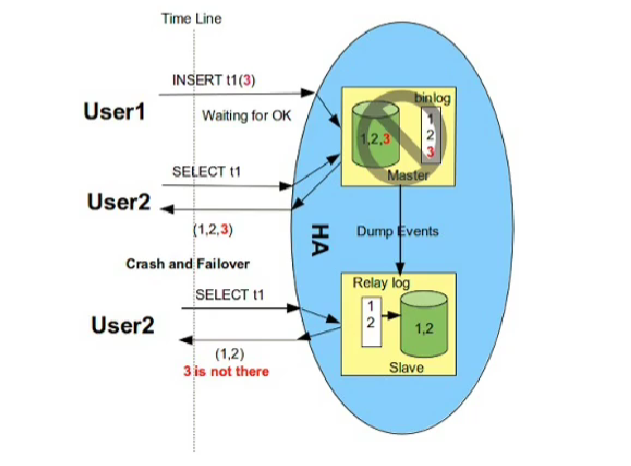 Time Line
INSERT t1(3)
User1
Waiting for OK
binlog
1
2
3
1,2,3
Master
SELECT t1
User2
(1,2,3)
HA
Dump Events
Crash and Failover
SELECT t1
User2
(1,2)
3 is not there
Relay log
1
2
1,2
Slave